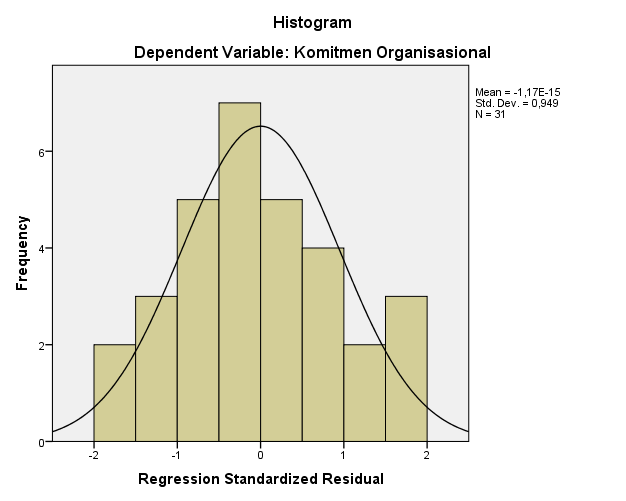 Histogram
Dependent Variable: Komitmen Organisasional
Mean = -1,17E-15
Std. Dev. = 0,949
N = 31
Frequency
6
4
2
0
-2 -1 0 1 2
Regression Standardized Residual